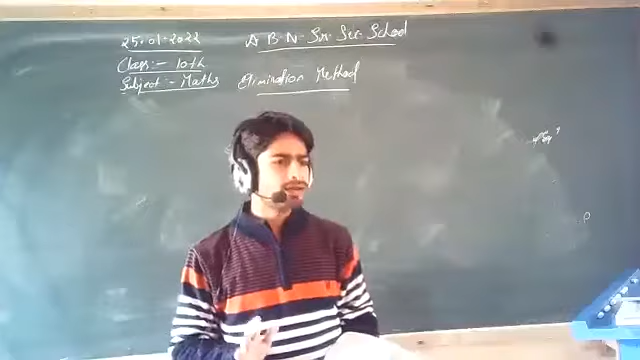 25.01.2022
A B.N Sr. Sec. School
Class:- 10th
Subject:- Maths
Elimination Method